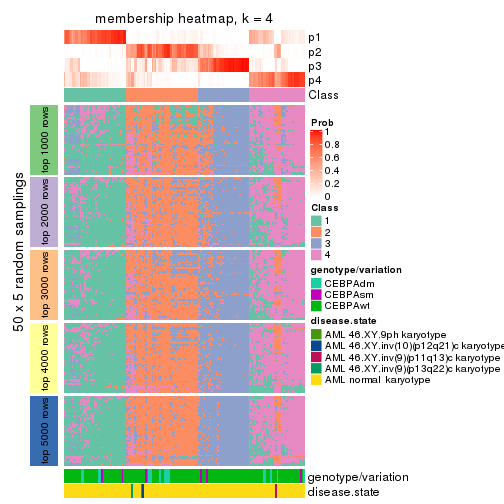 membership heatmap, k = 4
p1
p2
p3
p4
Class
50 x 5 random samplings
top 1000 rows
top 2000 rows
top 3000 rows
top 4000 rows
top 5000 rows
genotype/variation
disease.state
Prob
1
0.8
0.6
0.4
0.2
0
Class
1
2
3
4
genotype/variation
CEBPAdm
CEBPAsm
CEBPAwt
disease.state
AML 46.XY.9ph karyotype
AML 46.XY.inv(10)(p12q21)c karyotype
AML 46.XY.inv(9)(p11q13)c karyotype
AML 46.XY.inv(9)(p13q22)c karyotype
AML normal karyotype